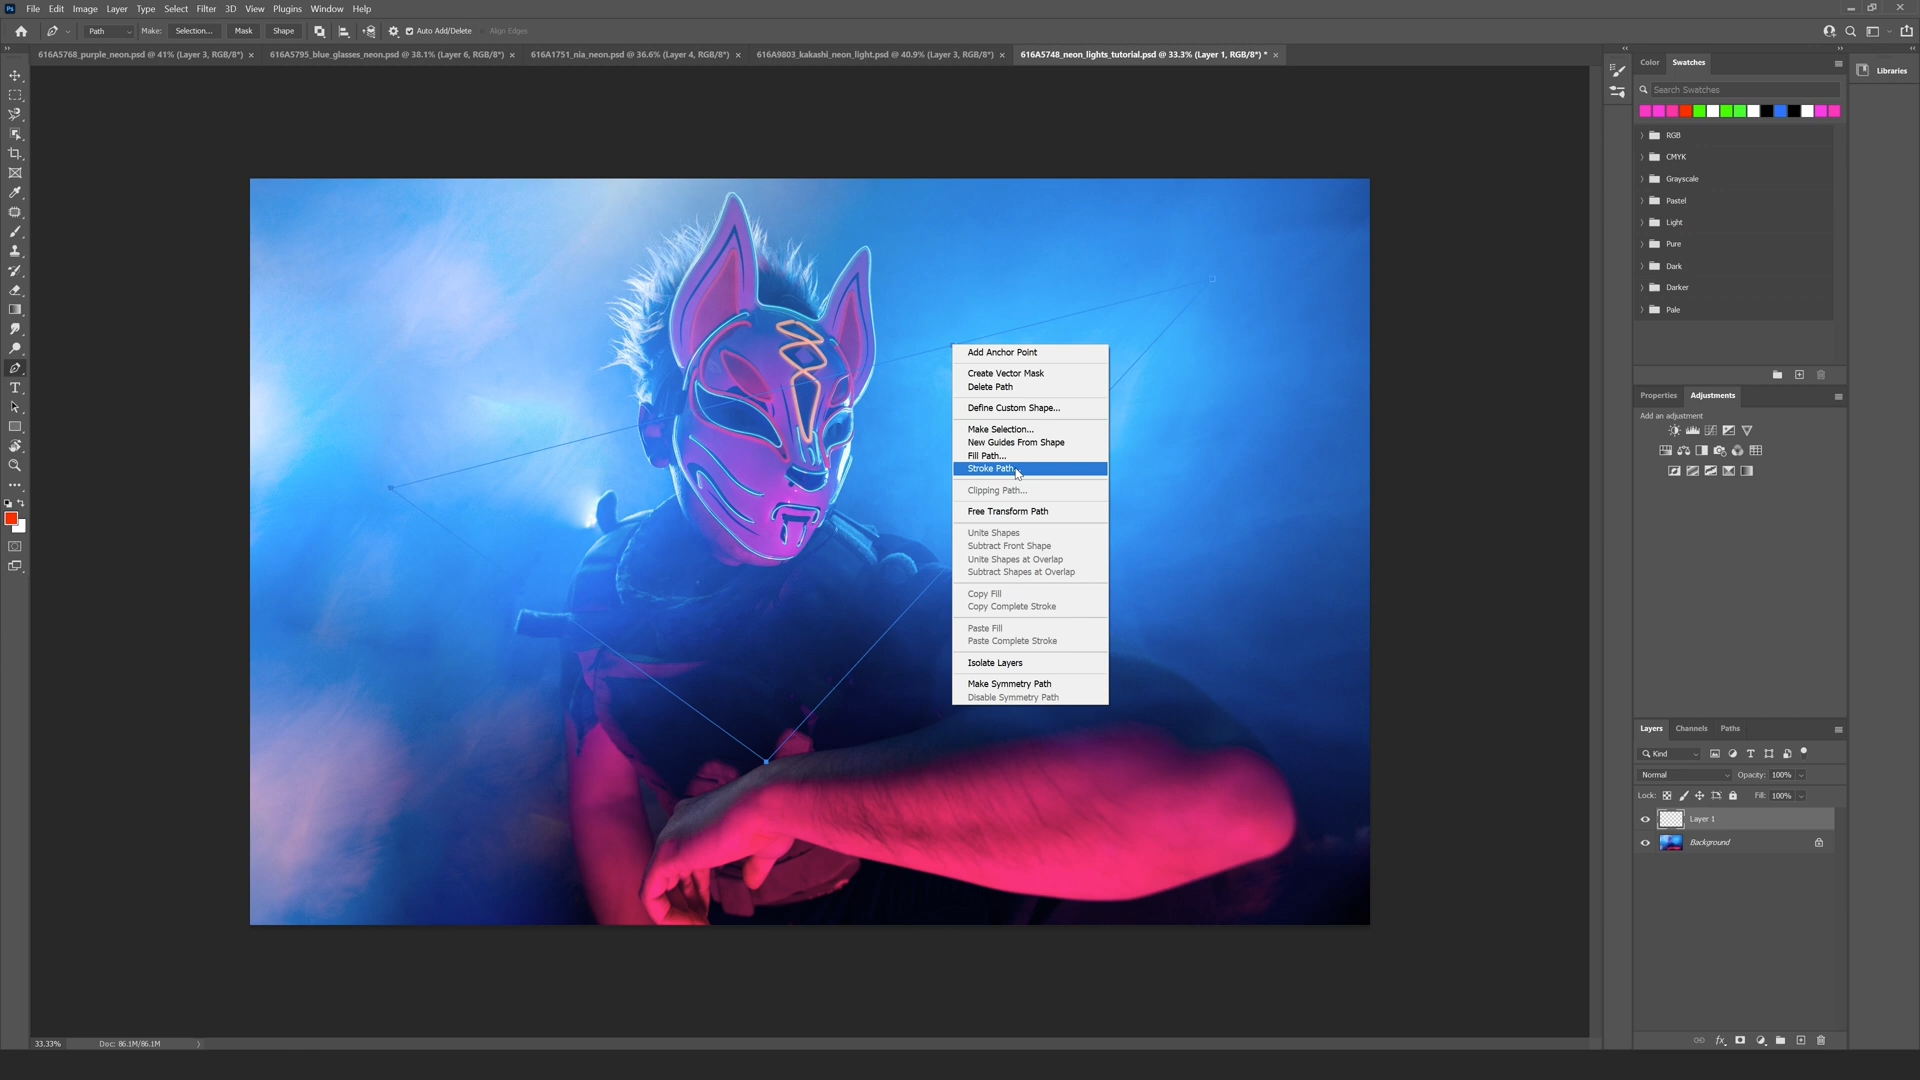 Ps File Edit Image Layer Type Select Filter 3D View Plugins Window Help
Path Make: Selection... Mask Shape Auto Add/Delete Align Edges
616A5768_purple_neon.psd @ 41% (Layer 3, RGB/8*) × 616A5795_blue_glasses_neon.psd @ 38.1% (Layer 6, RGB/8*) × 616A1751_nla_neon.psd @ 36.6% (Layer 4, RGB/8*) × 616A9803_kakashi_neon_light.psd @ 40.9% (Layer 3, RGB/8*) × 616A5748_neon_lights_tutorial.psd @ 33.3% (Layer 1, RGB/8*) * ×
Add Anchor Point
Create Vector Mask
Delete Path
Define Custom Shape...
Make Selection...
New Guides From Shape
Fill Path...
Stroke Path
Clipping Path...
Free Transform Path
Unite Shapes
Subtract Front Shape
Unite Shapes at Overlap
Subtract Shapes at Overlap
Copy Fill
Copy Complete Stroke
Paste Fill
Paste Complete Stroke
Isolate Layers
Make Symmetry Path
Disable Symmetry Path
Color Swatches
Search Swatches
RGB
CMYK
Grayscale
Pastel
Light
Pure
Dark
Darker
Pale
Libraries
Properties Adjustments
Add an adjustment
Layers Channels Paths
Kind
Normal Opacity: 100%
Lock: Fill: 100%
Layer 1
Background
fx
33.33% Doc: 86.1M/86.1M